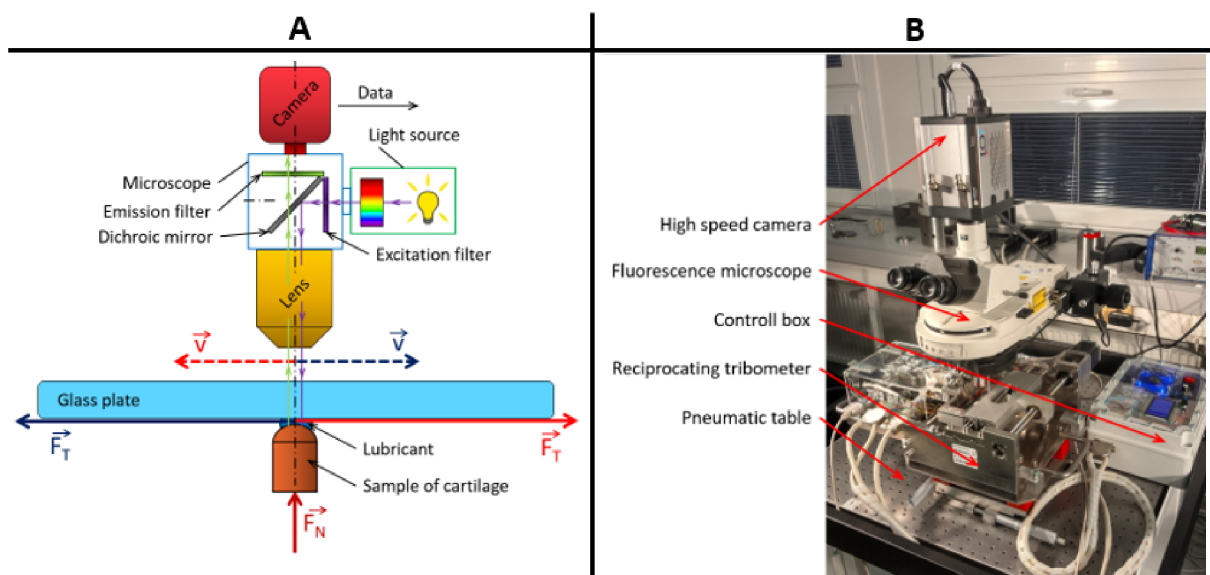 A
B
Camera
Data
Light source
Microscope
Emission filter
Dichroic mirror
Excitation filter
Lens
v
v
Glass plate
F_T
F_T
Lubricant
Sample of cartilage
F_N
High speed camera
Fluorescence microscope
Controll box
Reciprocating tribometer
Pneumatic table